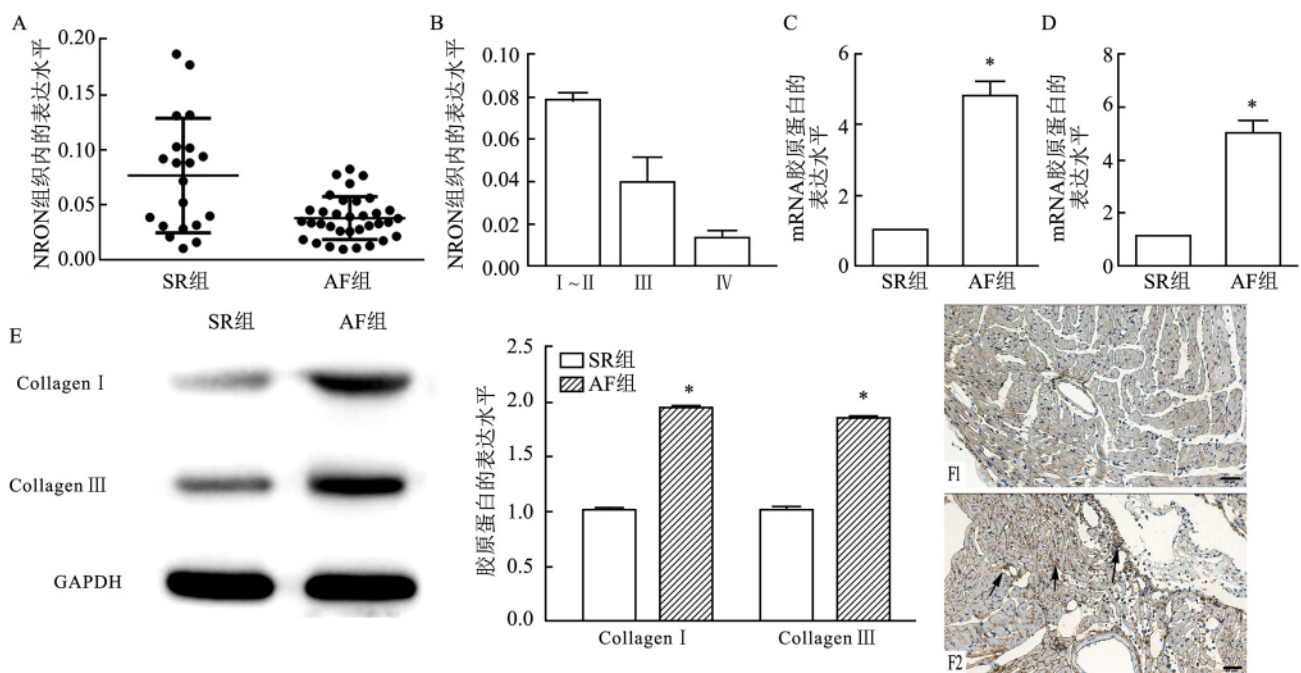 A
NRON组织内的表达水平
0.20
0.15
0.10
0.05
0.00
SR组
AF组
B
NRON组织内的表达水平
0.10
0.08
0.06
0.04
0.02
0.00
Ⅰ~Ⅱ
Ⅲ
Ⅳ
C
mRNA胶原蛋白的
表达水平
6
4
2
0
SR组
AF组
*
D
mRNA胶原蛋白的
表达水平
8
6
4
2
0
SR组
AF组
*
E
SR组
AF组
Collagen Ⅰ
Collagen Ⅲ
GAPDH
胶原蛋白的表达水平
2.5
2.0
1.5
1.0
0.5
0.0
SR组
AF组
*
*
Collagen Ⅰ
Collagen Ⅲ
F1
F2